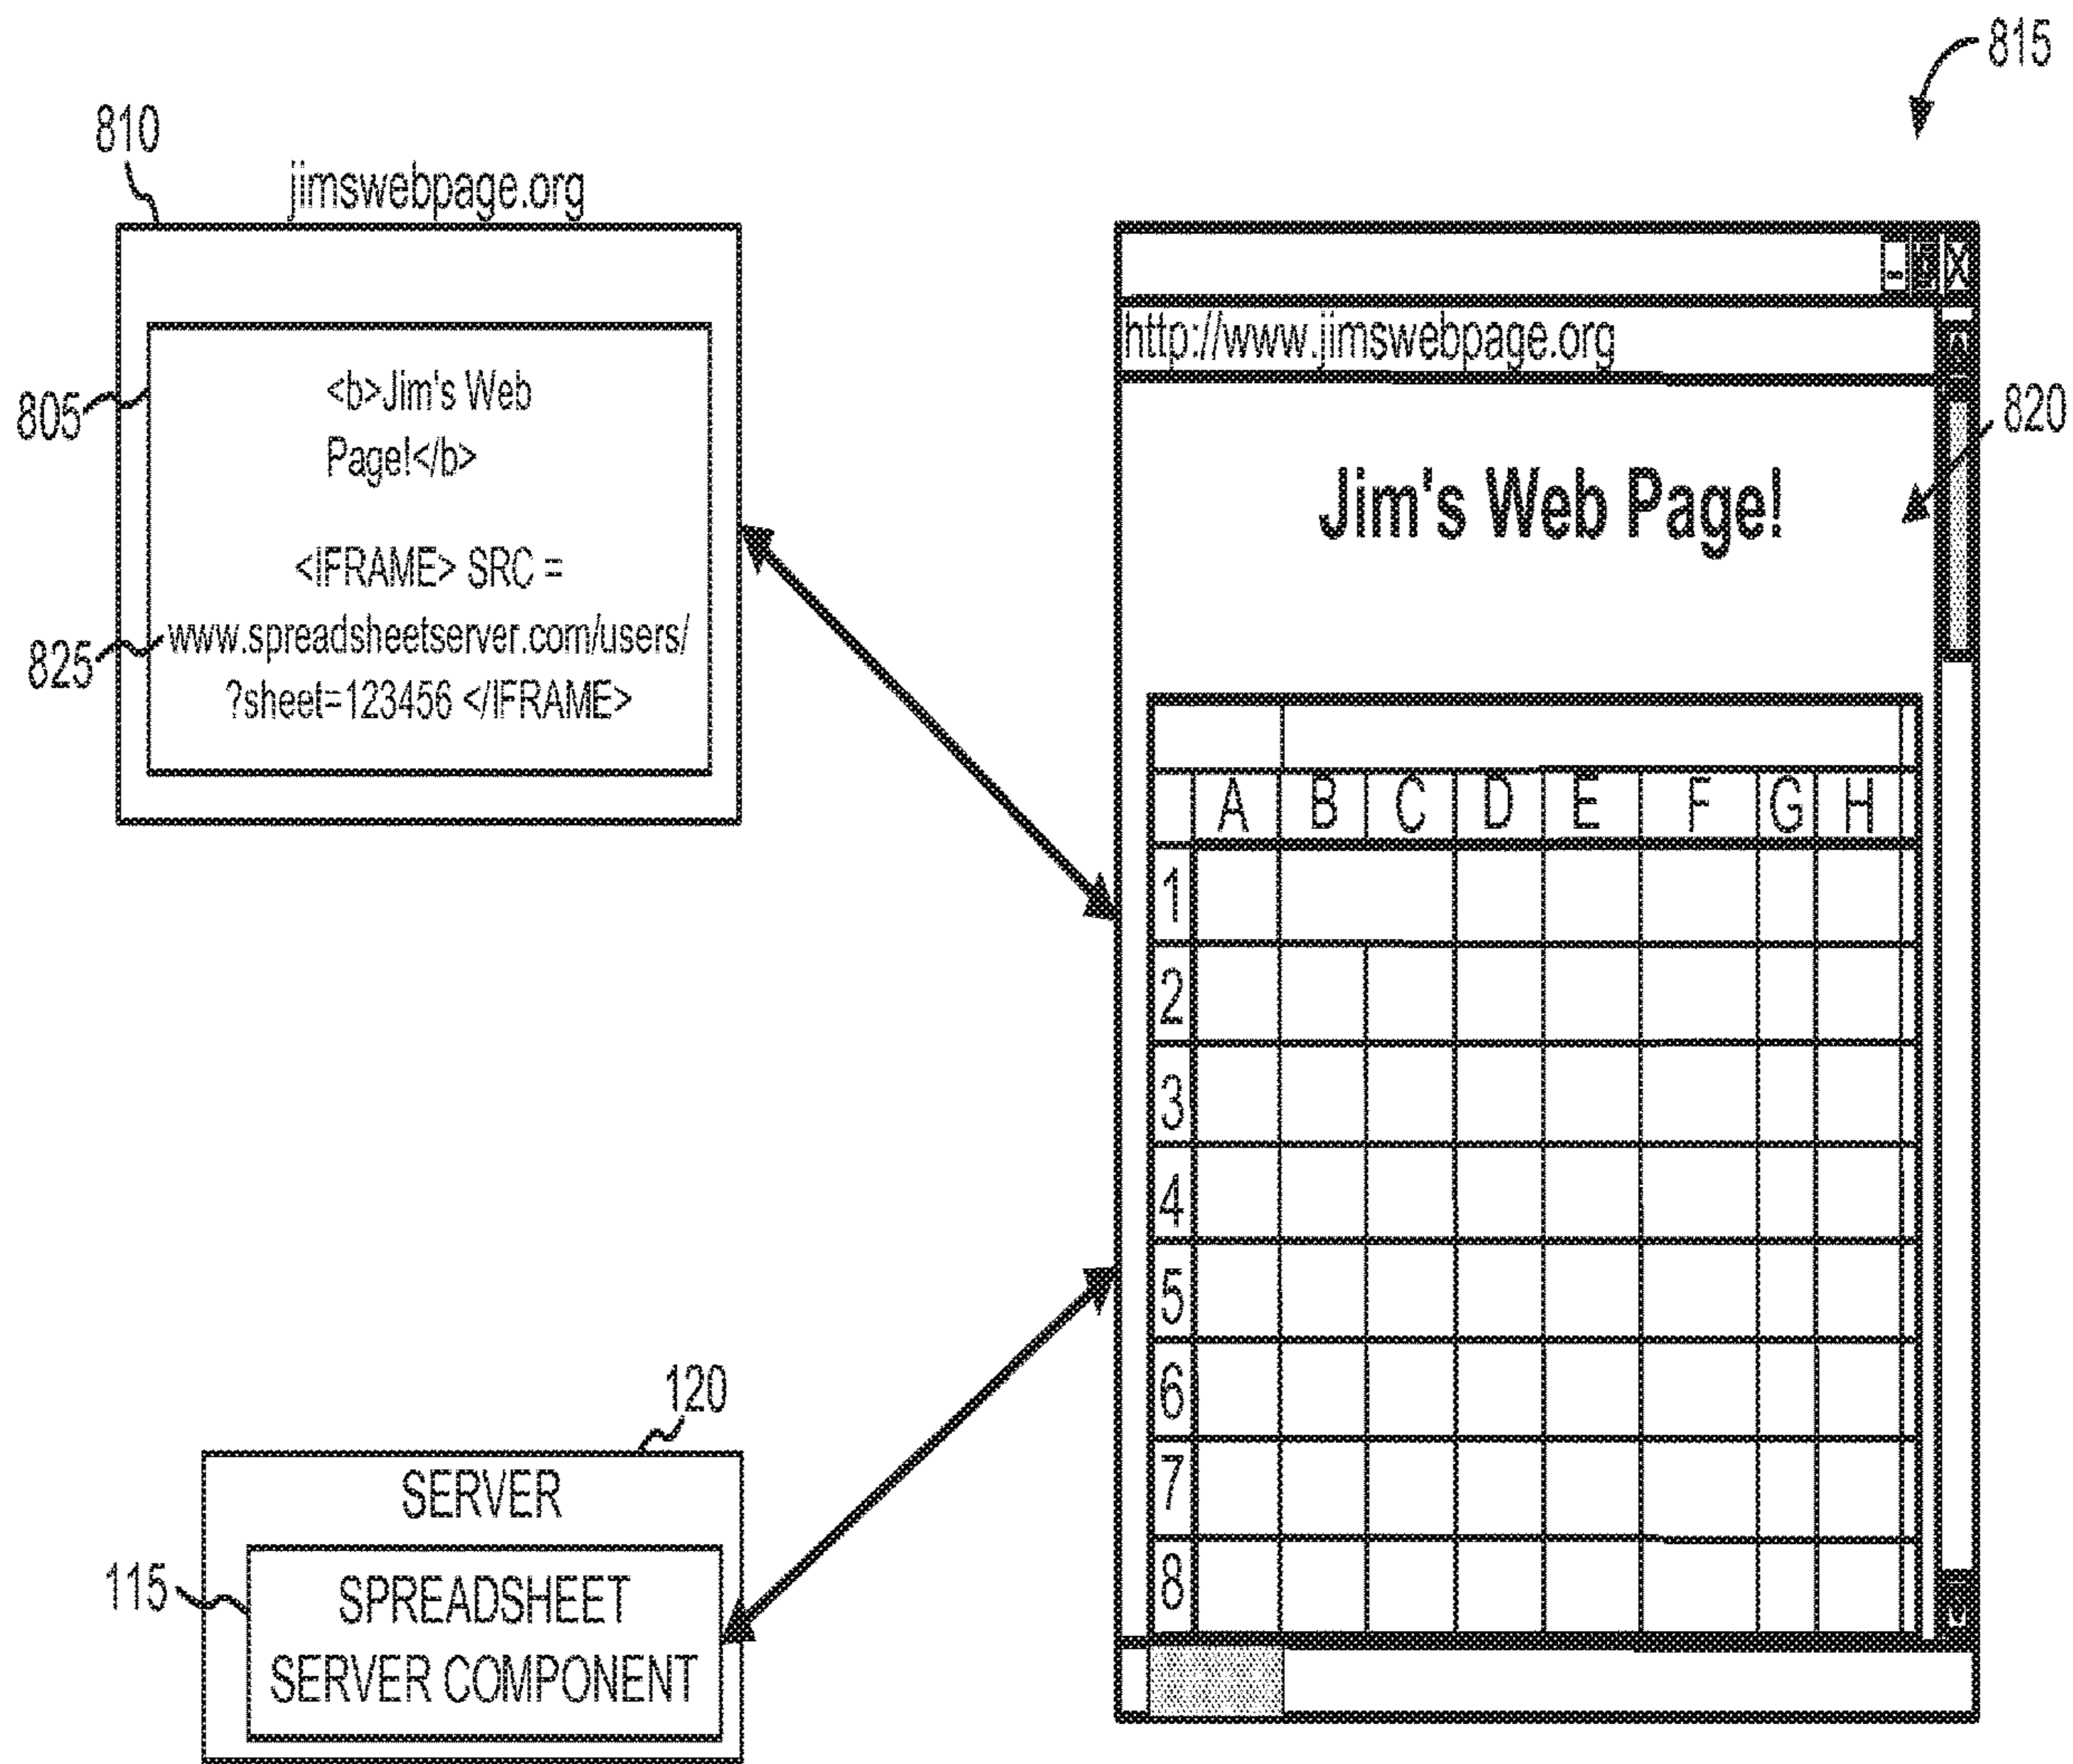 815
810
jimswebpage.org
805
<b>Jim's Web
Page!</b>
<IFRAME> SRC =
825
www.spreadsheetserver.com/users/
?sheet=123456 </IFRAME>
X
http://www.jimswebpage.org
820
Jim's Web Page!
A B C D E F G H
1
2
3
4
5
6
7
8
120
SERVER
115
SPREADSHEET
SERVER COMPONENT